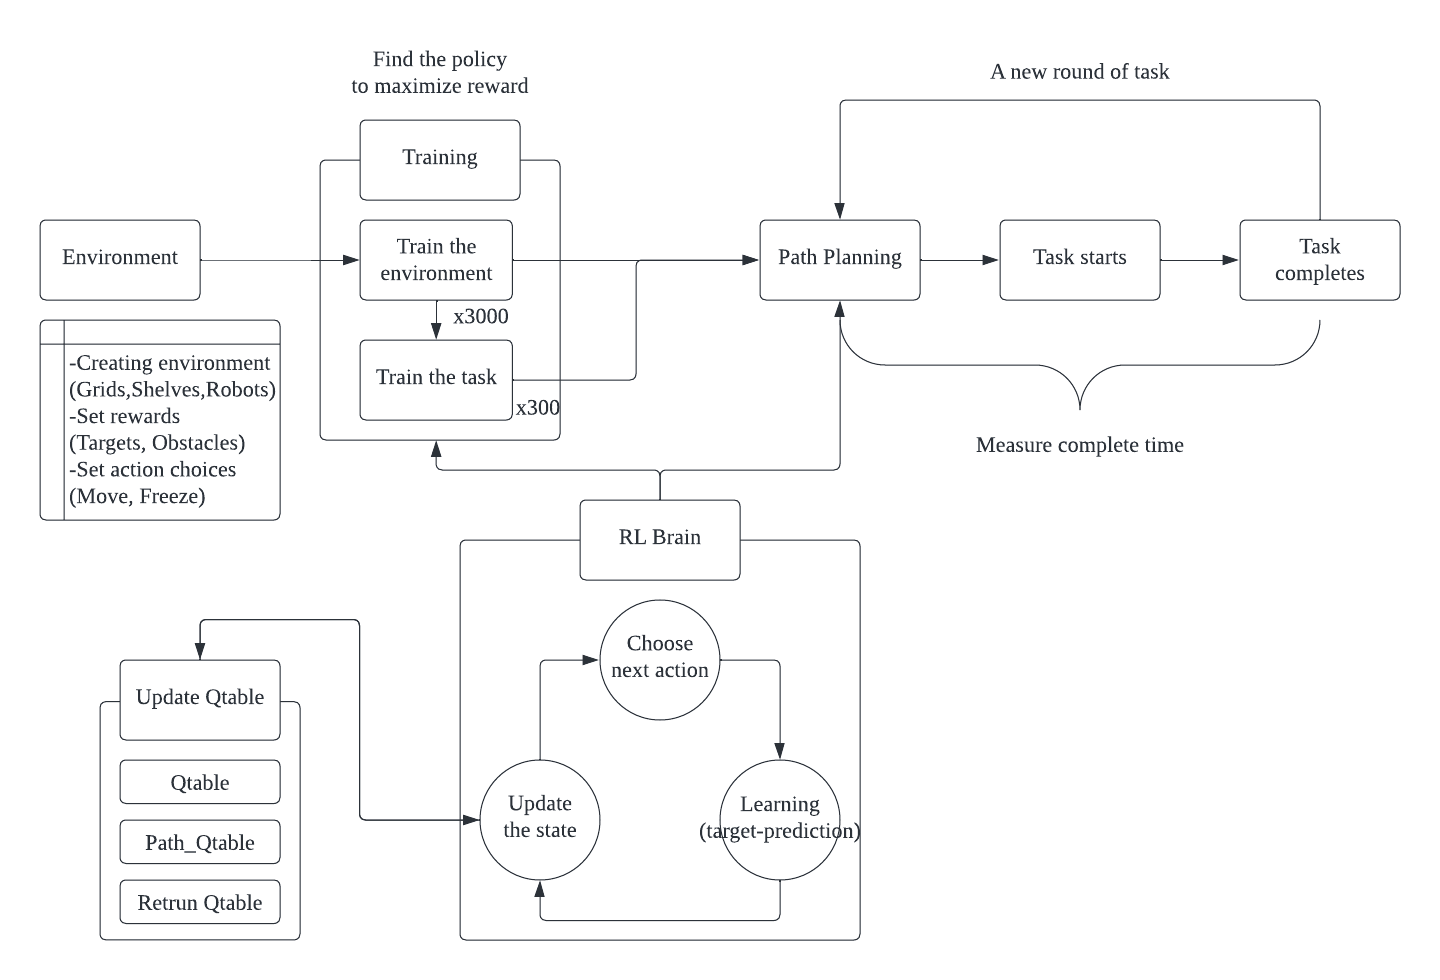 Find the policy
to maximize reward
A new round of task
Training
Environment
Train the
environment
x3000
Train the task
x300
Path Planning
Task starts
Task
completes
-Creating environment
(Grids,Shelves,Robots)
-Set rewards
(Targets, Obstacles)
-Set action choices
(Move, Freeze)
Measure complete time
RL Brain
Choose
next action
Update
the state
Learning
(target-prediction)
Update Qtable
Qtable
Path_Qtable
Retrun Qtable